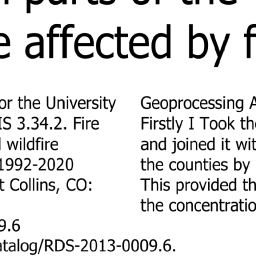 parts of the
affected by f
or the University
IS 3.34.2. Fire
wildfire
1992-2020
t Collins, CO:
9.6
atalog/RDS-2013-0009.6.
Geoprocessing A
Firstly I Took the
and joined it wit
the counties by
This provided th
the concentratio